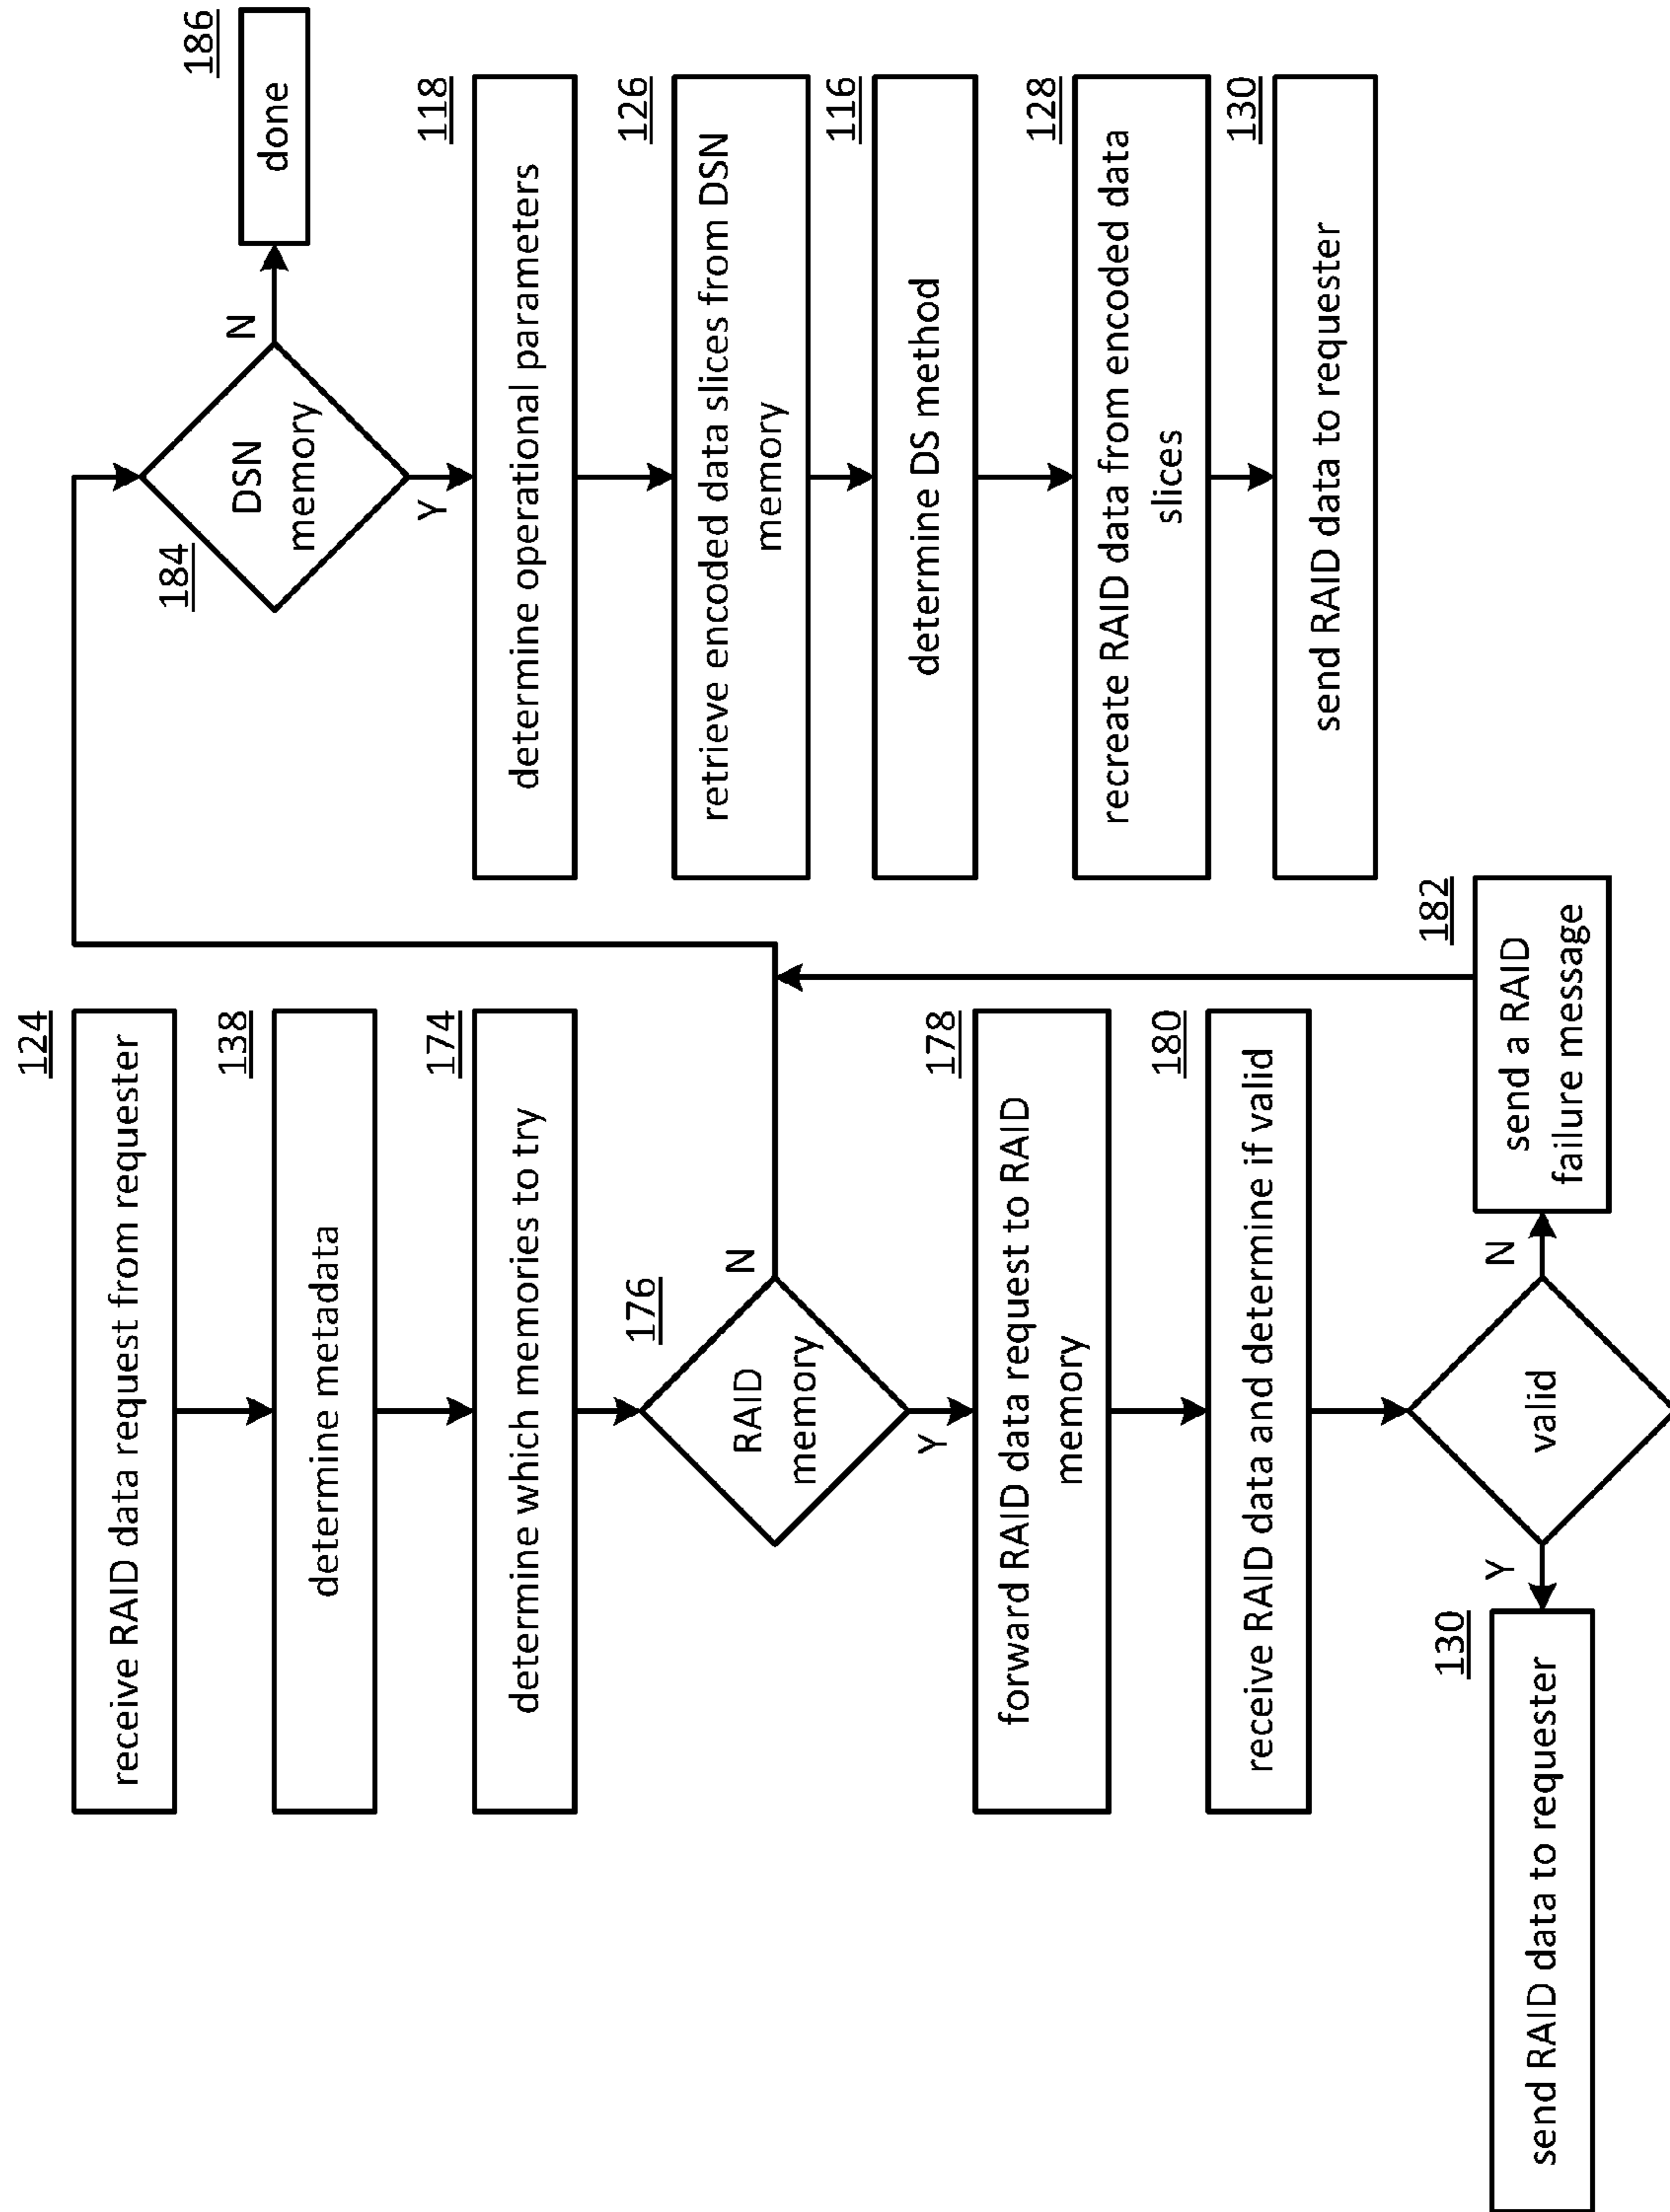 124
receive RAID data request from requester
138
determine metadata
174
determine which memories to try
176
RAID
memory
N
Y
178
forward RAID data request to RAID
memory
180
receive RAID data and determine if valid
valid
Y
N
130
send RAID data to requester
182
send a RAID
failure message
184
DSN
memory
N
Y
186
done
118
determine operational parameters
126
retrieve encoded data slices from DSN
memory
116
determine DS method
128
recreate RAID data from encoded data
slices
130
send RAID data to requester